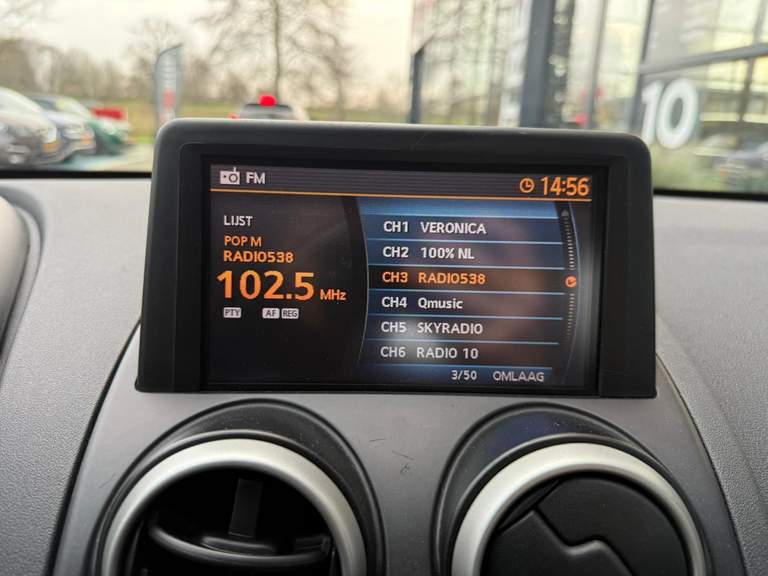 FM
14:56
LIJST
POP M
RADIO538
102.5 MHz
PTY AF REG
CH1 VERONICA
CH2 100% NL
CH3 RADIO538
CH4 Qmusic
CH5 SKYRADIO
CH6 RADIO 10
3/50 OMLAAG
10